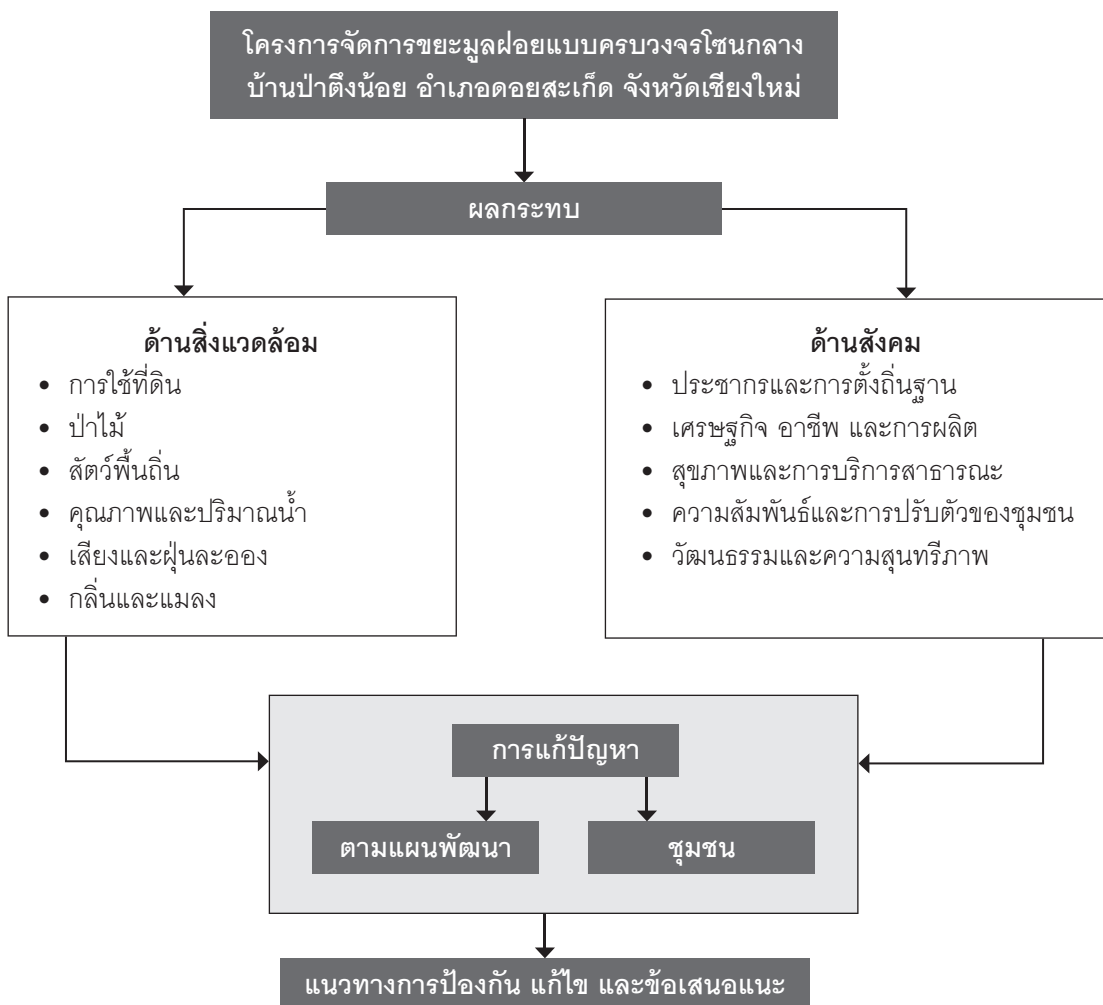 โครงการจัดการขยะมูลฝอยแบบครบวงจรโซนกลาง
บ้านป่าตึงน้อย อำเภอดอยสะเก็ด จังหวัดเชียงใหม่
ผลกระทบ
ด้านสิ่งแวดล้อม
• การใช้ที่ดิน
• ป่าไม้
• สัตว์พื้นถิ่น
• คุณภาพและปริมาณน้ำ
• เสียงและฝุ่นละออง
• กลิ่นและแมลง
ด้านสังคม
• ประชากรและการตั้งถิ่นฐาน
• เศรษฐกิจ อาชีพ และการผลิต
• สุขภาพและการบริการสาธารณะ
• ความสัมพันธ์และการปรับตัวของชุมชน
• วัฒนธรรมและความสุนทรีภาพ
การแก้ปัญหา
ตามแผนพัฒนา
ชุมชน
แนวทางการป้องกัน แก้ไข และข้อเสนอแนะ